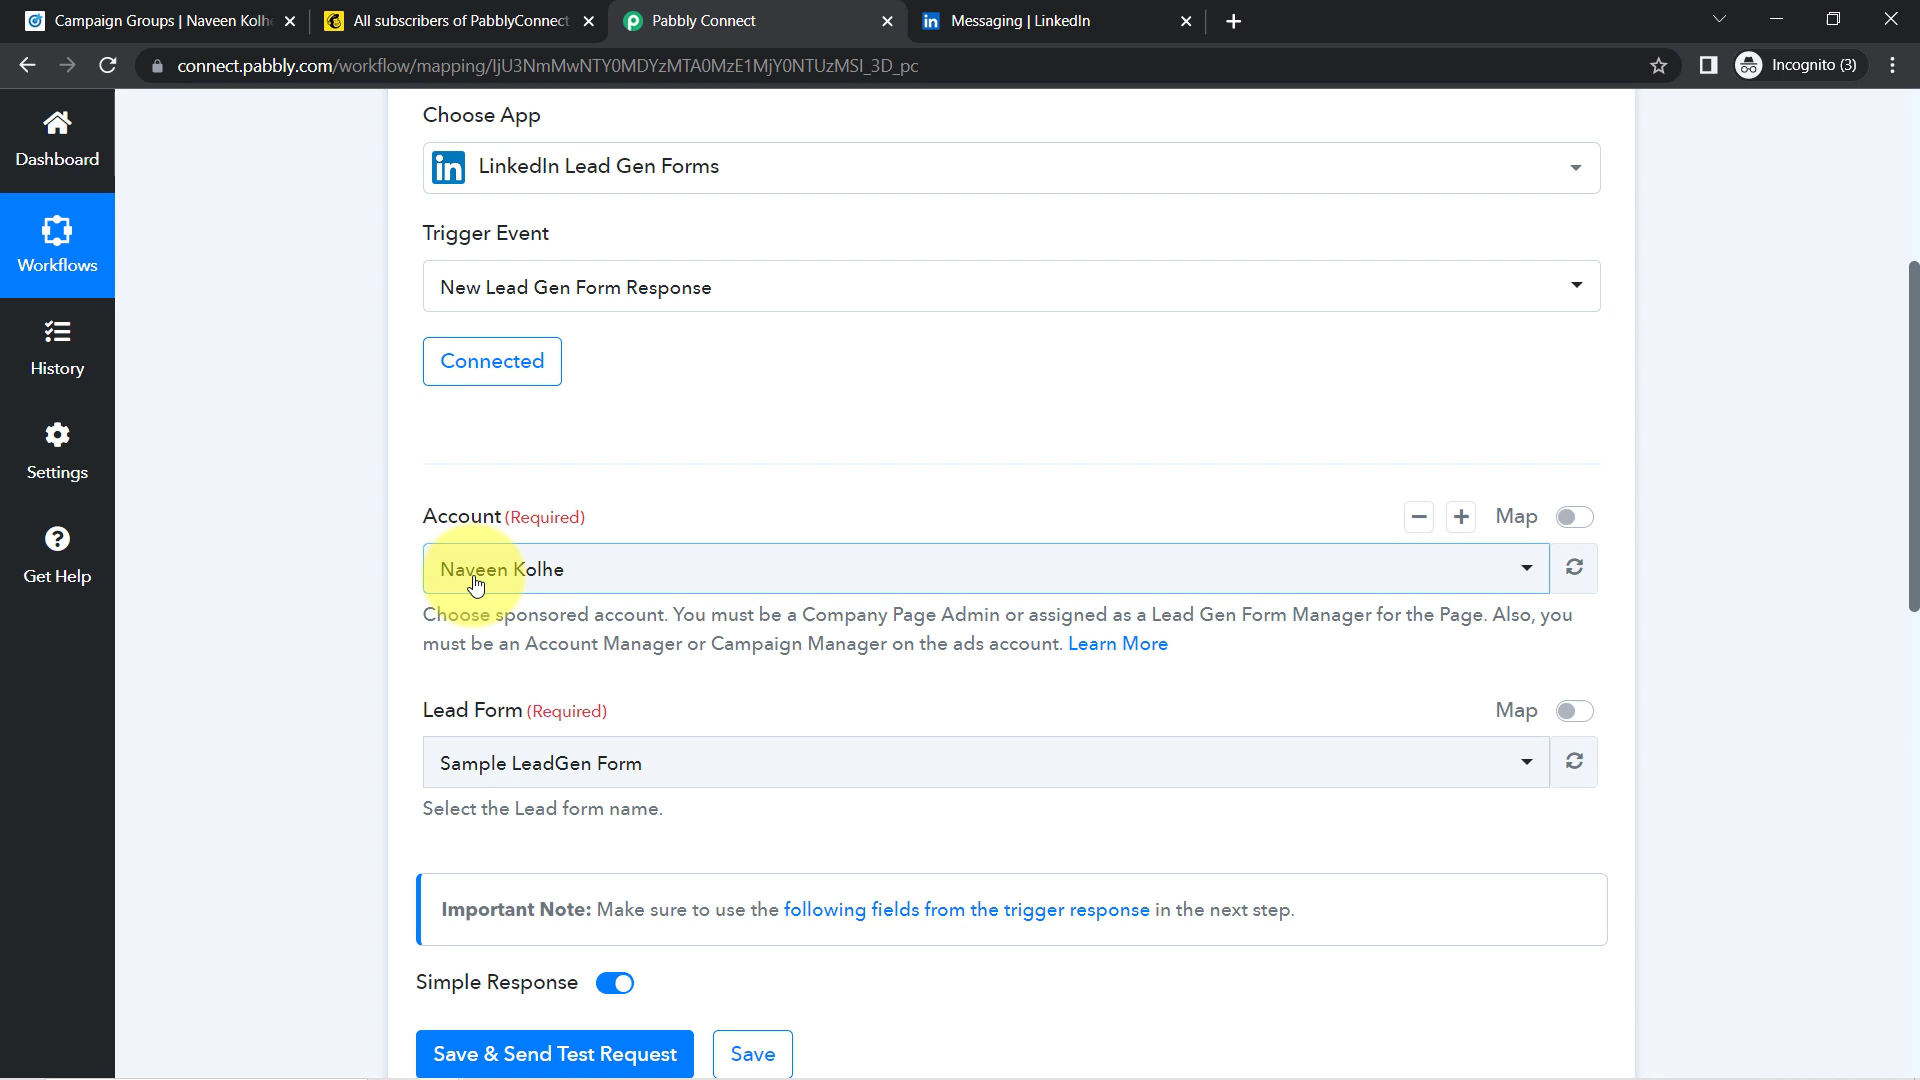 Campaign Groups | Naveen Kolh
All subscribers of PabblyConnect
Pabbly Connect
Messaging | LinkedIn
connect.pabbly.com/workflow/mapping/IjU3NmMwNTY0MDYzMTA0MzE1MjY0NTUzMSI_3D_pc
Incognito (3)
Dashboard
Workflows
History
Settings
Get Help
Choose App
LinkedIn Lead Gen Forms
Trigger Event
New Lead Gen Form Response
Connected
Account (Required)
Map
Naveen Kolhe
Choose sponsored account. You must be a Company Page Admin or assigned as a Lead Gen Form Manager for the Page. Also, you
must be an Account Manager or Campaign Manager on the ads account. Learn More
Lead Form (Required)
Map
Sample LeadGen Form
Select the Lead form name.
Important Note: Make sure to use the following fields from the trigger response in the next step.
Simple Response
Save & Send Test Request
Save